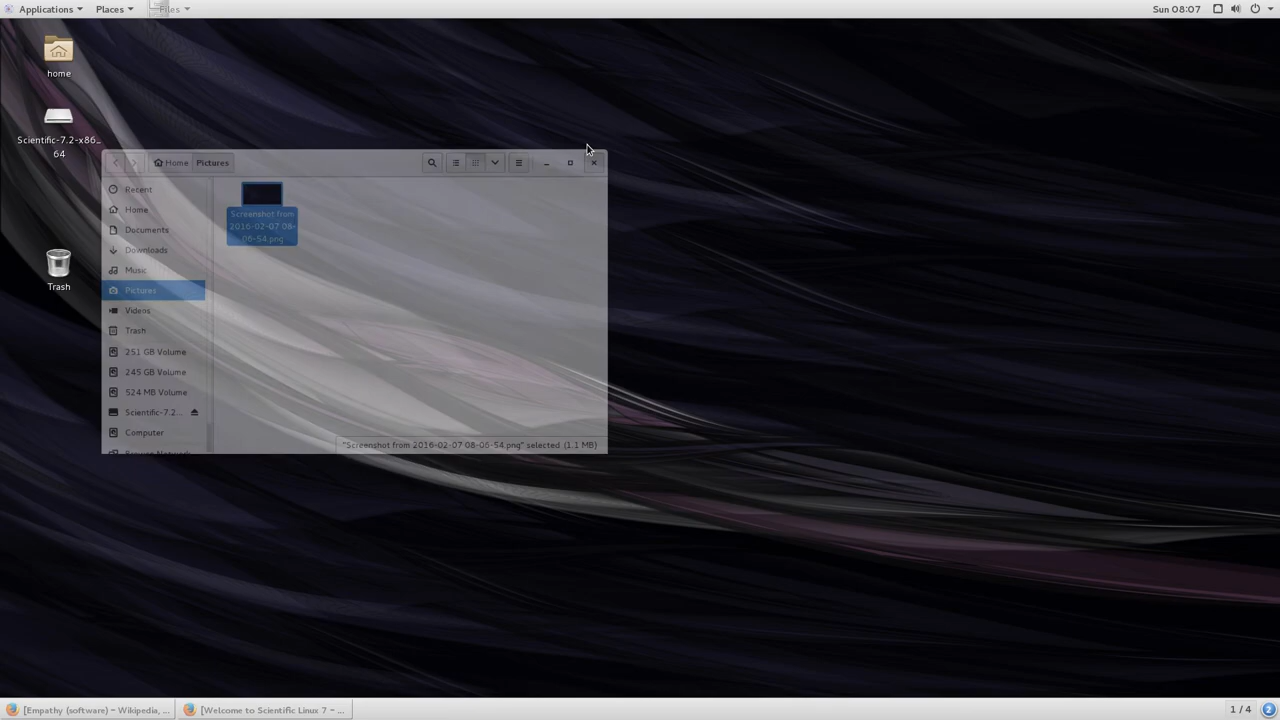 Applications Places Files Sun 08:07
home
Scientific-7.2-x86_
64
Trash
Home Pictures
Recent
Home
Documents
Downloads
Music
Pictures
Videos
Trash
251 GB Volume
245 GB Volume
524 MB Volume
Scientific-7.2...
Computer
Browse Network
Screenshot from
2016-02-07 08-
06-54.png
"Screenshot from 2016-02-07 08-06-54.png" selected (1.1 MB)
[Empathy (software) – Wikipedia, ... [Welcome to Scientific Linux 7 – ... 1 / 4 2